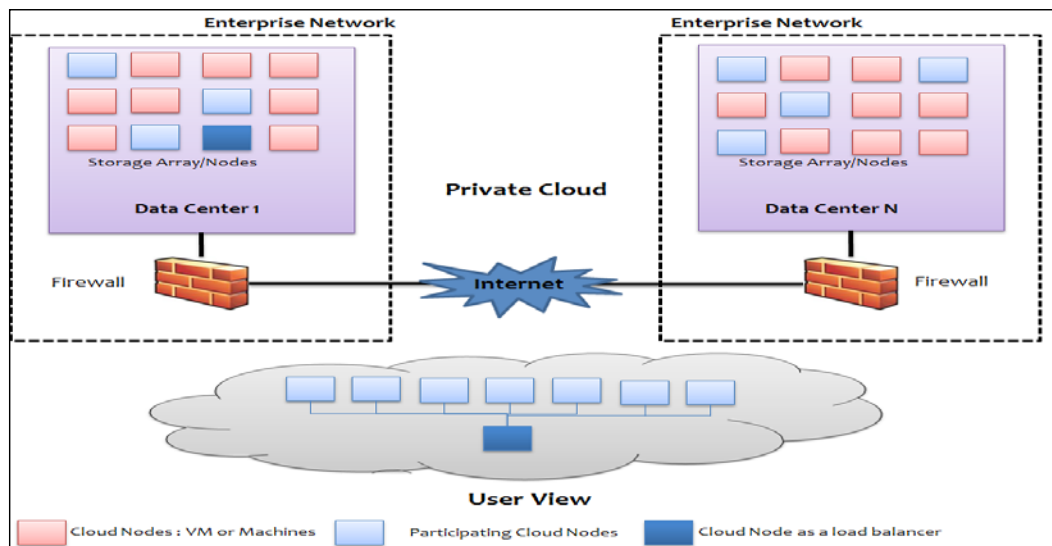 Enterprise Network
Enterprise Network
Storage Array/Nodes
Data Center 1
Storage Array/Nodes
Data Center N
Private Cloud
Firewall
Internet
Firewall
User View
Cloud Nodes : VM or Machines
Participating Cloud Nodes
Cloud Node as a load balancer